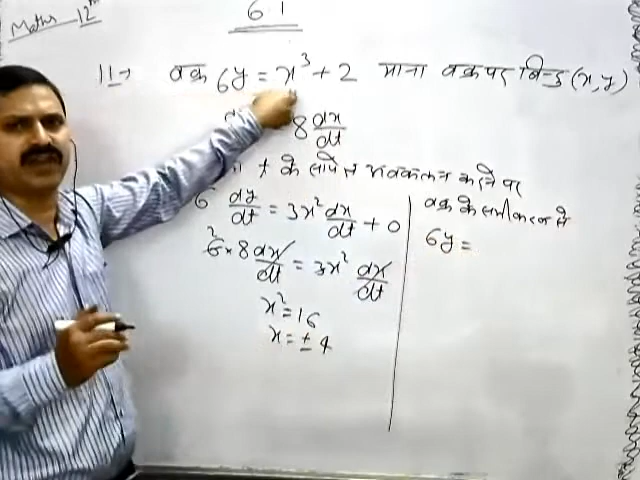 Maths 12th
6.1
11→ वक्र 6y = x³ + 2 माना वक्र पर बिन्दु (x, y)
8 dx/dt
t के सापेक्ष अवकलन करने पर
6 dy/dt = 3x² dx/dt + 0
6 × 8 dx/dt = 3x² dx/dt
x² = 16
x = ± 4
वक्र के समीकरण से
6y =